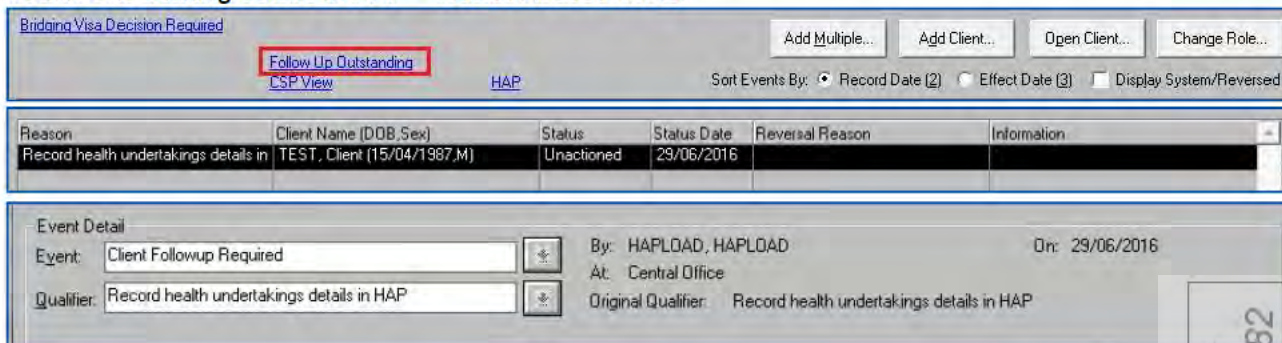 Bridging Visa Decision Required
Add Multiple... Add Client... Open Client... Change Role...
Follow Up Outstanding
CSP View HAP Sort Events By: Record Date (2) Effect Date (3) Display System/Reversed
Reason Client Name (DOB,Sex) Status Status Date Reversal Reason Information
Record health undertakings details in TEST, Client (15/04/1987,M) Unactioned 29/06/2016
Event Detail
Event: Client Followup Required By: HAPLOAD, HAPLOAD On: 29/06/2016
At: Central Office
Qualifier: Record health undertakings details in HAP Original Qualifier: Record health undertakings details in HAP
82